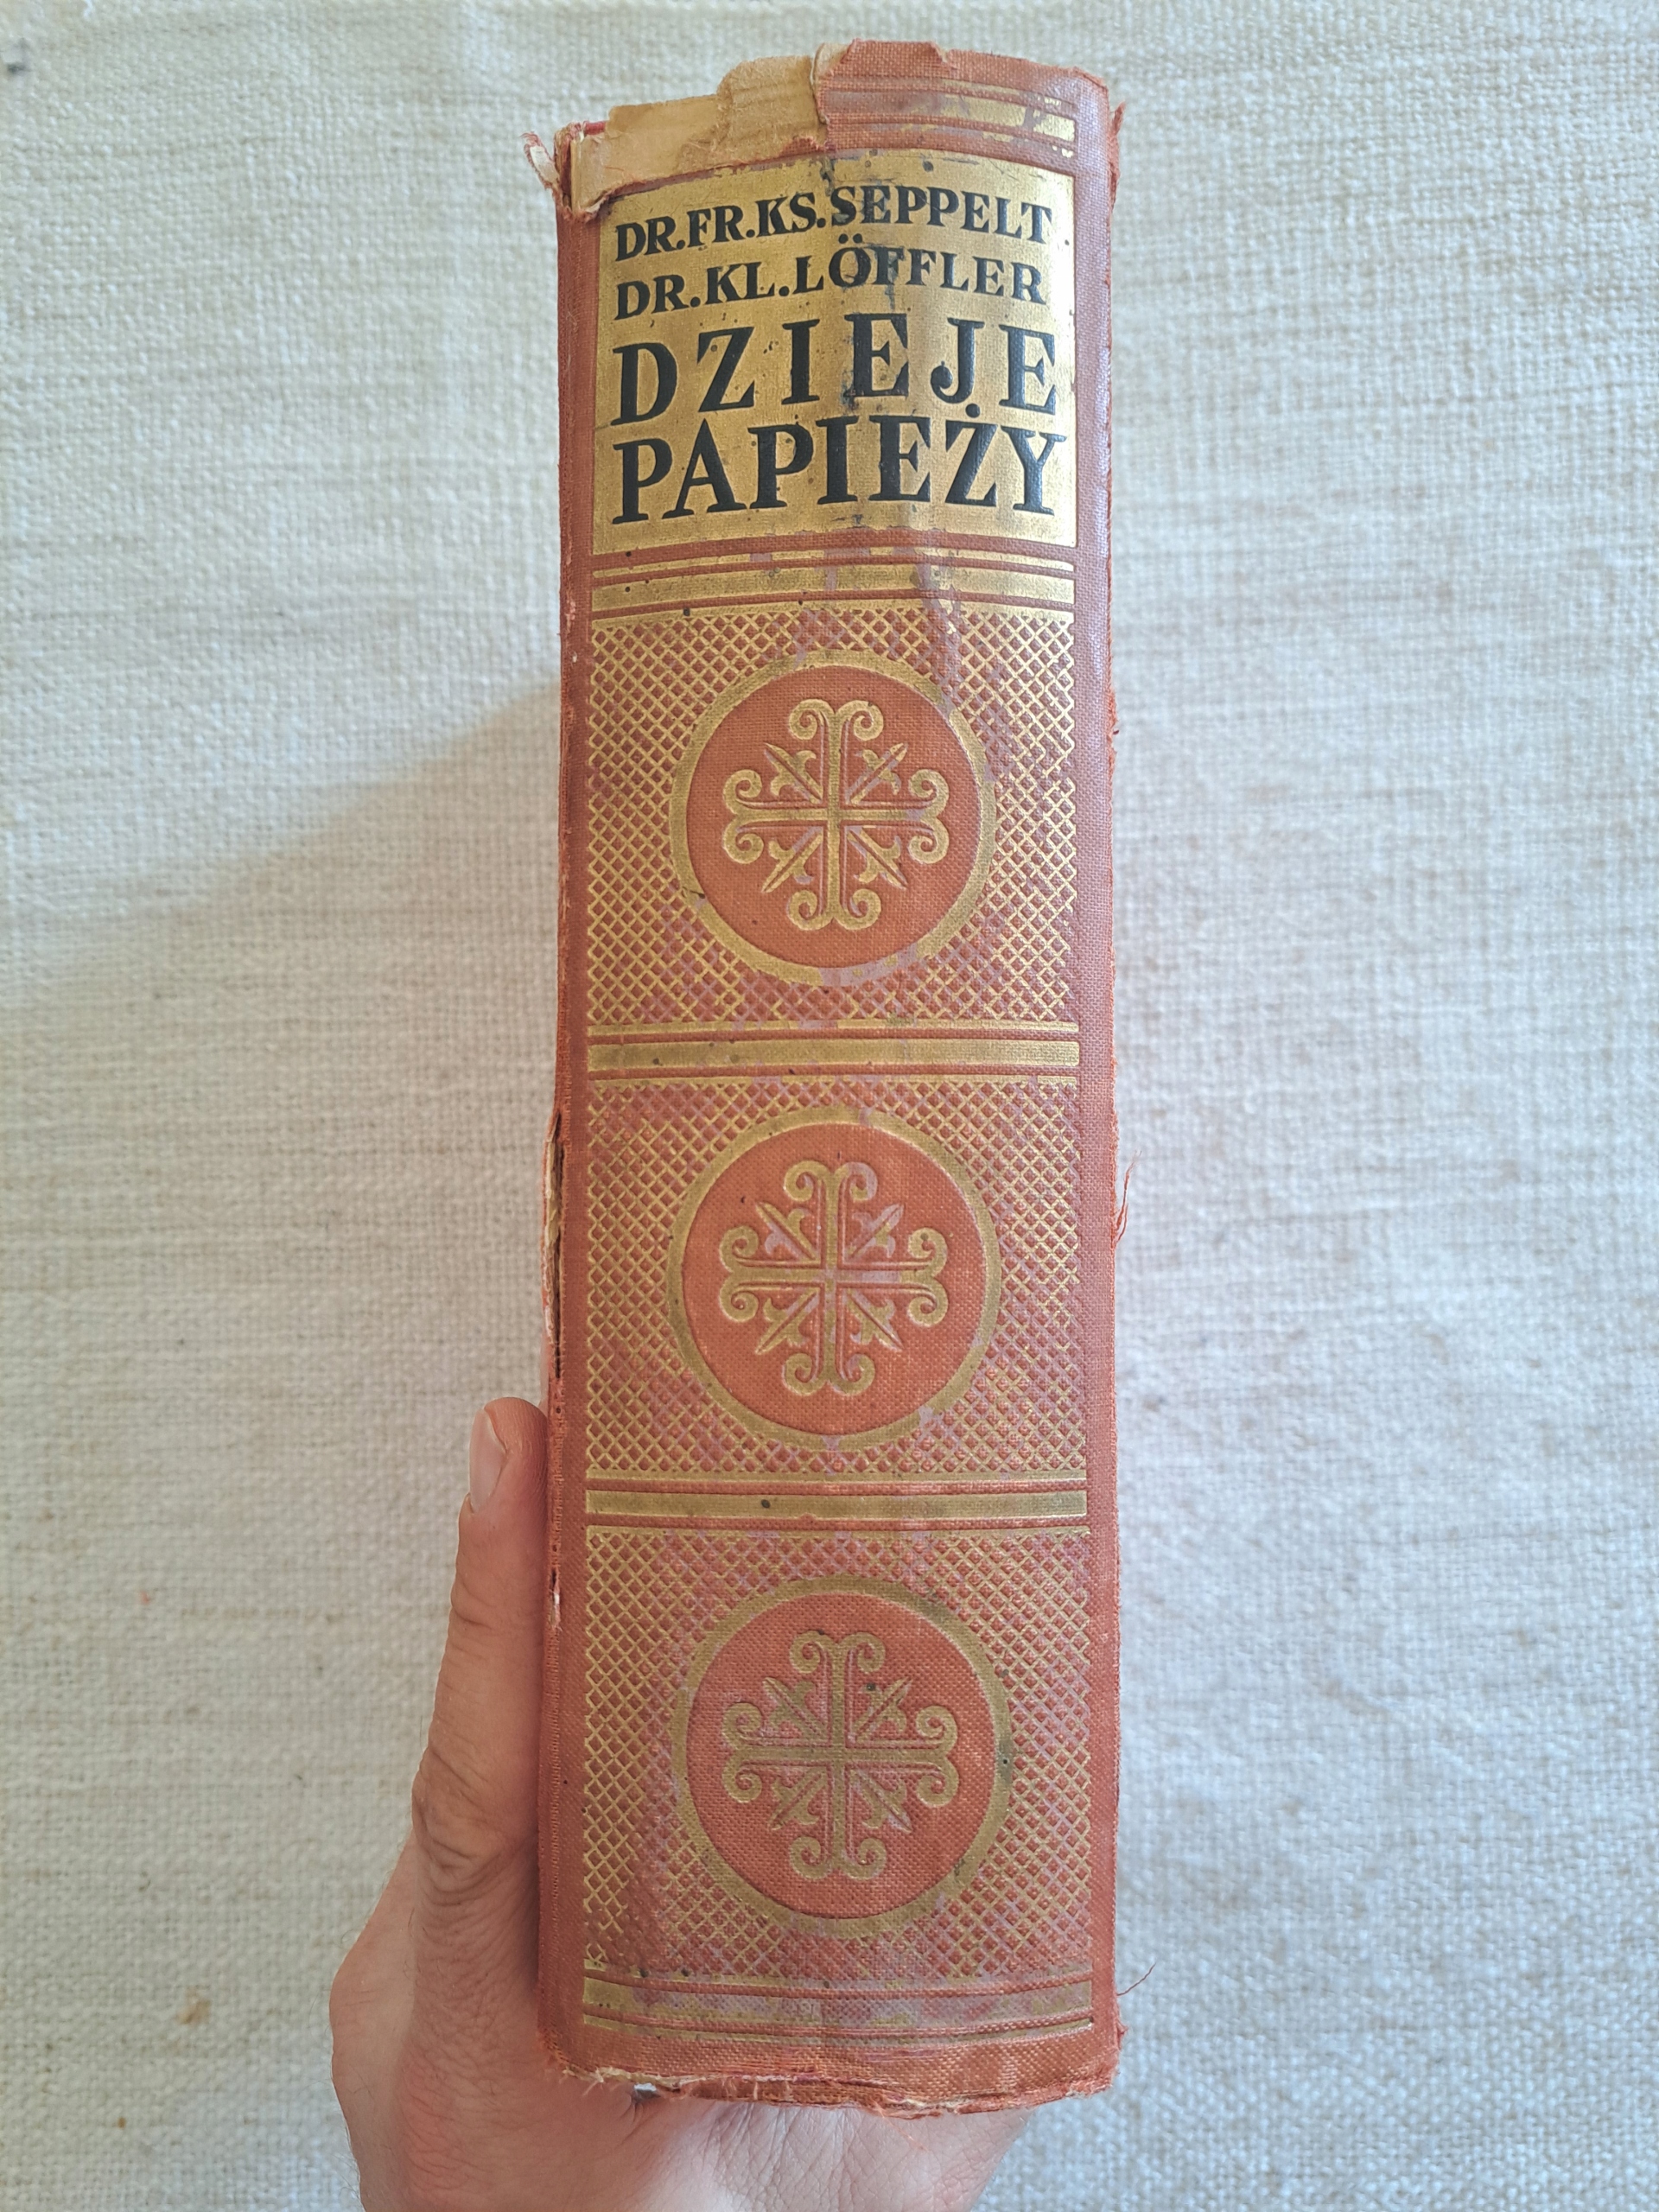 DR.FR.KS.SEPPELT
DR.KL.LÖFFLER
DZIEJE
PAPIEŻY